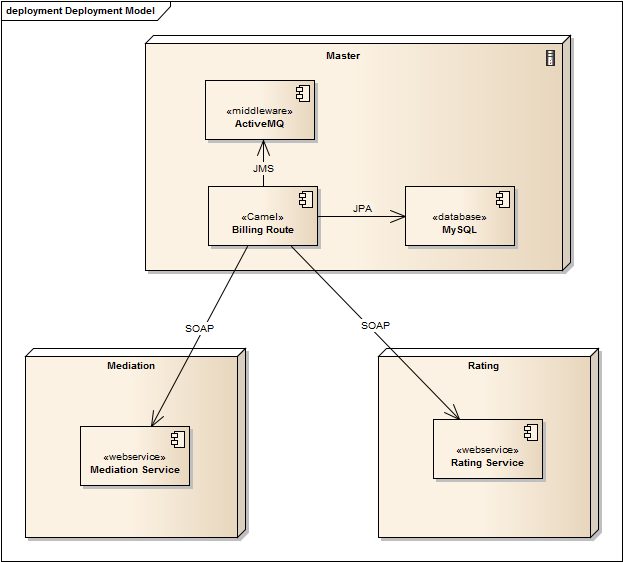 deployment Deployment Model
Master
«middleware»
ActiveMQ
JMS
«Camel»
Billing Route
JPA
«database»
MySQL
SOAP
SOAP
Mediation
«webservice»
Mediation Service
Rating
«webservice»
Rating Service